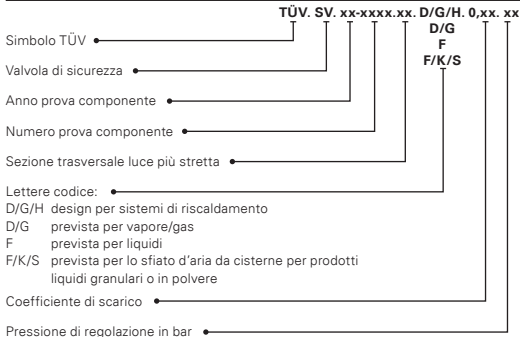 TÜV. SV. xx-xxxx.xx. D/G/H. 0,xx. xx
D/G
F
F/K/S
Simbolo TÜV
Valvola di sicurezza
Anno prova componente
Numero prova componente
Sezione trasversale luce più stretta
Lettere codice:
D/G/H design per sistemi di riscaldamento
D/G prevista per vapore/gas
F prevista per liquidi
F/K/S prevista per lo sfiato d'aria da cisterne per prodotti
liquidi granulari o in polvere
Coefficiente di scarico
Pressione di regolazione in bar